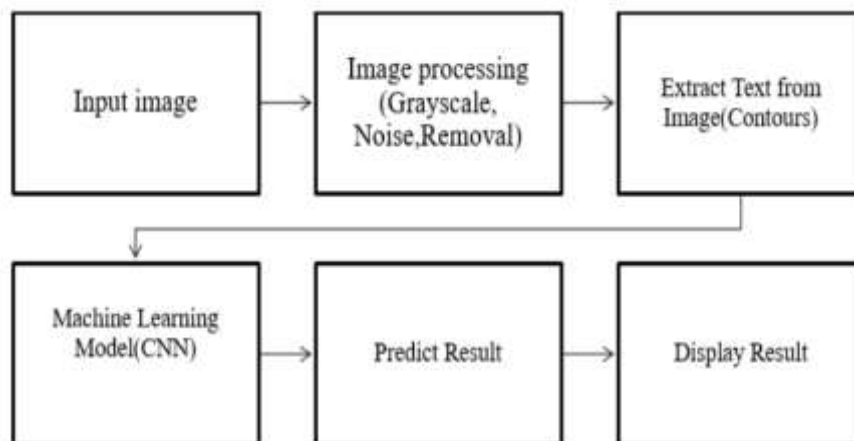 Input image
Image processing
(Grayscale,
Noise,Removal)
Extract Text from
Image(Contours)
Machine Learning
Model(CNN)
Predict Result
Display Result